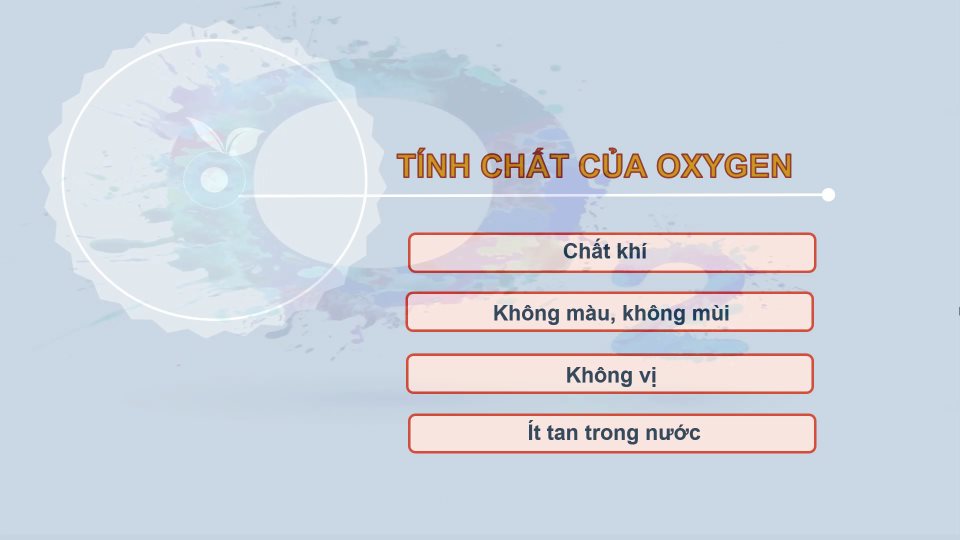 TÍNH CHẤT CỦA OXYGEN
Chất khí
Không màu, không mùi
Không vị
Ít tan trong nước